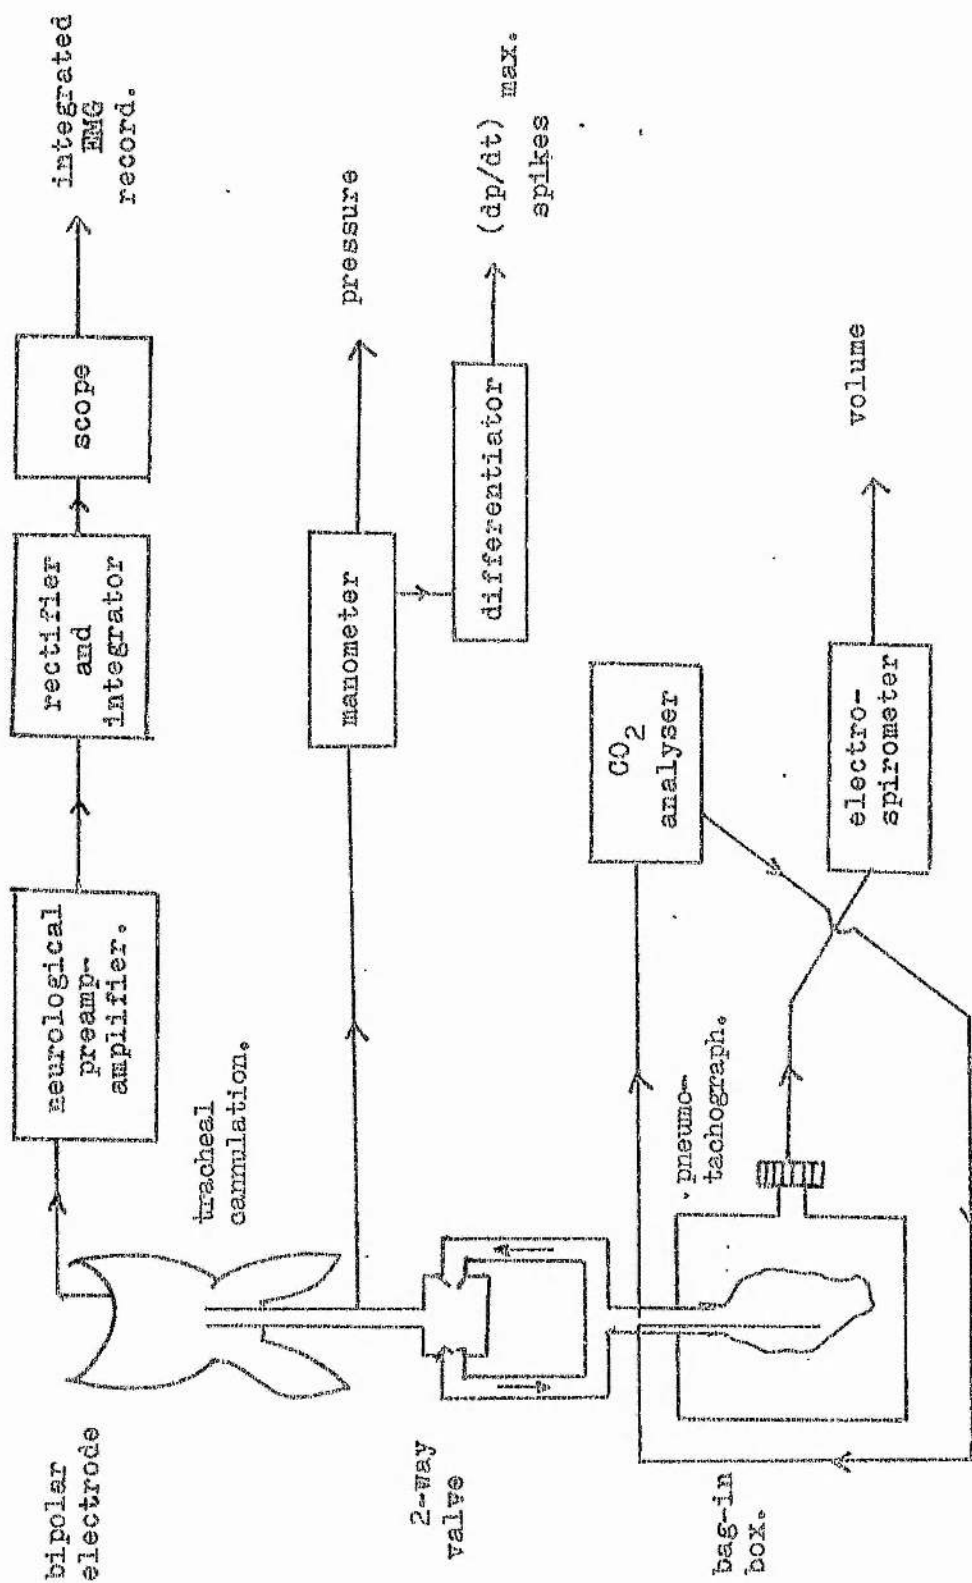 bipolar
electrode
neurological
preamp-
amplifier.
rectifier
and
integrator
scope
integrated
EMG
record.
tracheal
cannulation.
manometer
pressure
differentiator
(dp/dt) max.
spikes
2-way
valve
CO2
analyser
pneumo-
tachograph.
electro-
spirometer
volume
bag-in
box.